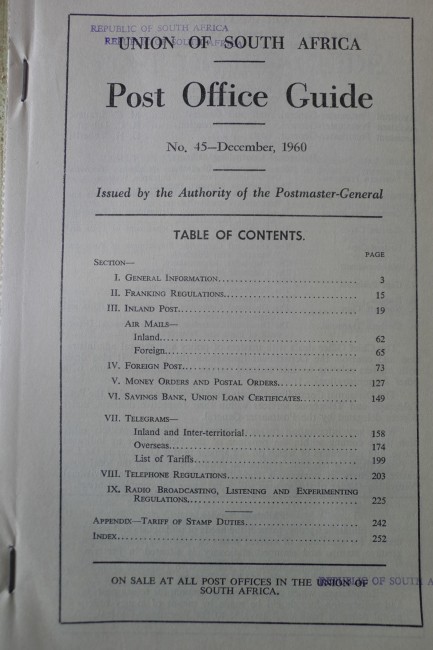 REPUBLIC OF SOUTH AFRICA
REPUBLIC OF SOUTH AFRICA
UNION OF SOUTH AFRICA
Post Office Guide
No. 45—December, 1960
Issued by the Authority of the Postmaster-General
TABLE OF CONTENTS.
PAGE
SECTION—
I. GENERAL INFORMATION 3
II. FRANKING REGULATIONS 15
III. INLAND POST 19
AIR MAILS—
Inland 62
Foreign 65
IV. FOREIGN POST 73
V. MONEY ORDERS AND POSTAL ORDERS 127
VI. SAVINGS BANK, UNION LOAN CERTIFICATES 149
VII. TELEGRAMS—
Inland and Inter-territorial 158
Overseas 174
List of Tariffs 199
VIII. TELEPHONE REGULATIONS 203
IX. RADIO BROADCASTING, LISTENING AND EXPERIMENTING
REGULATIONS 225
APPENDIX—TARIFF OF STAMP DUTIES 242
INDEX 252
ON SALE AT ALL POST OFFICES IN THE UNION OF
REPUBLIC OF SOUTH A
SOUTH AFRICA.